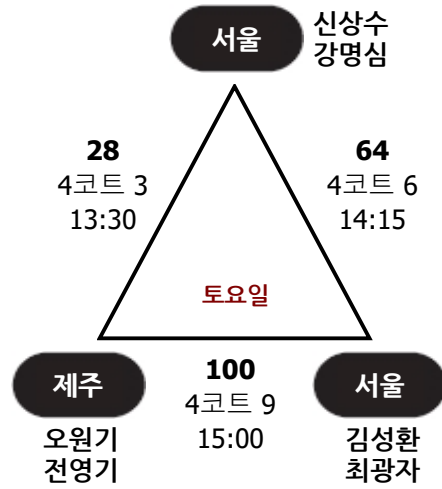 서울
신상수
강명심
28
4코트 3
13:30
64
4코트 6
14:15
토요일
제주
오원기
전영기
100
4코트 9
15:00
서울
김성환
최광자